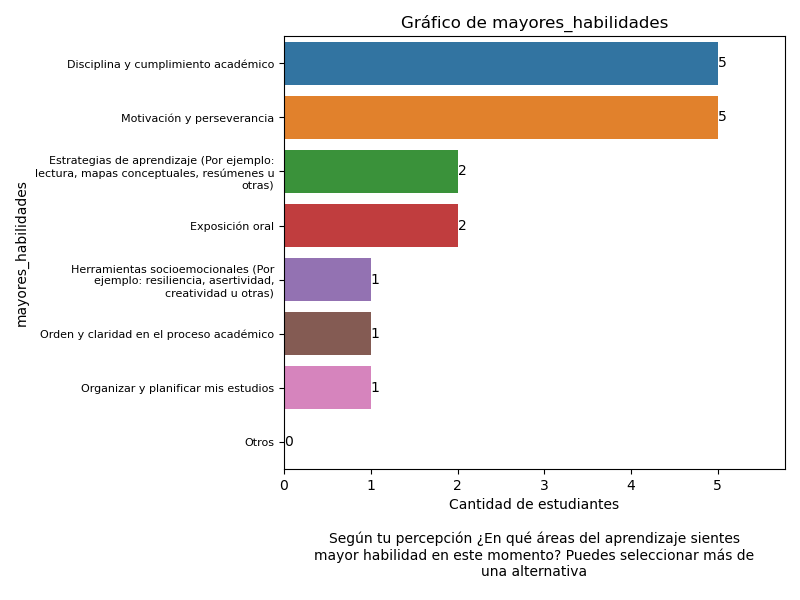 Gráfico de mayores_habilidades
mayores_habilidades
Disciplina y cumplimiento académico
5
Motivación y perseverancia
5
Estrategias de aprendizaje (Por ejemplo:
lectura, mapas conceptuales, resúmenes u
otras)
2
Exposición oral
2
Herramientas socioemocionales (Por
ejemplo: resiliencia, asertividad,
creatividad u otras)
1
Orden y claridad en el proceso académico
1
Organizar y planificar mis estudios
1
Otros
0
0 1 2 3 4 5
Cantidad de estudiantes
Según tu percepción ¿En qué áreas del aprendizaje sientes
mayor habilidad en este momento? Puedes seleccionar más de
una alternativa